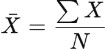 X̄ = ∑ X / N